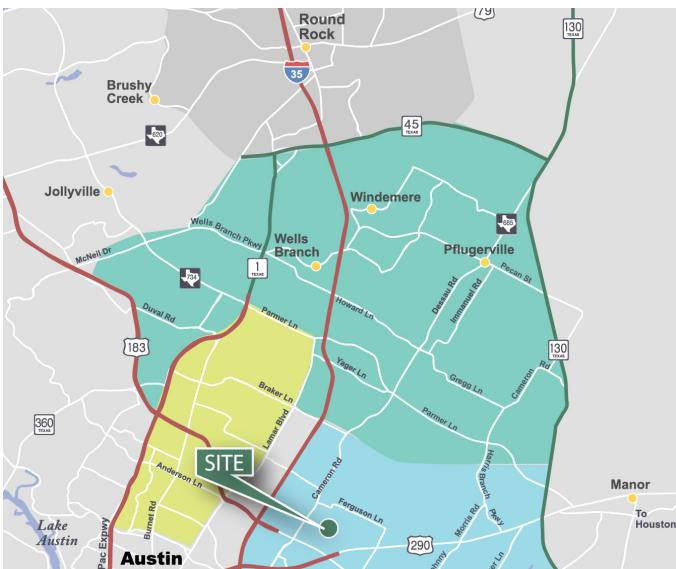 79
Round
Rock
130
TEXAS
35
Brushy
Creek
45
TEXAS
620
Jollyville
Windemere
685
Wells Branch Pkwy
Wells
Branch
Pflugerville
McNeil Dr
1
TEXAS
Pecan St
734
Dessau Rd
Immanuel Rd
Howard Ln
Duval Rd
Parmer Ln
183
130
TEXAS
Yager Ln
Cameron Rd
Gregg Ln
Braker Ln
Parmer Ln
360
TEXAS
Lamar Blvd
SITE
Cameron Rd
Harris Branch Pkwy
Anderson Ln
Manor
Burnet Rd
Ferguson Ln
Morris Rd
To
Houston
Lake
Austin
Pac Expwy
Austin
290